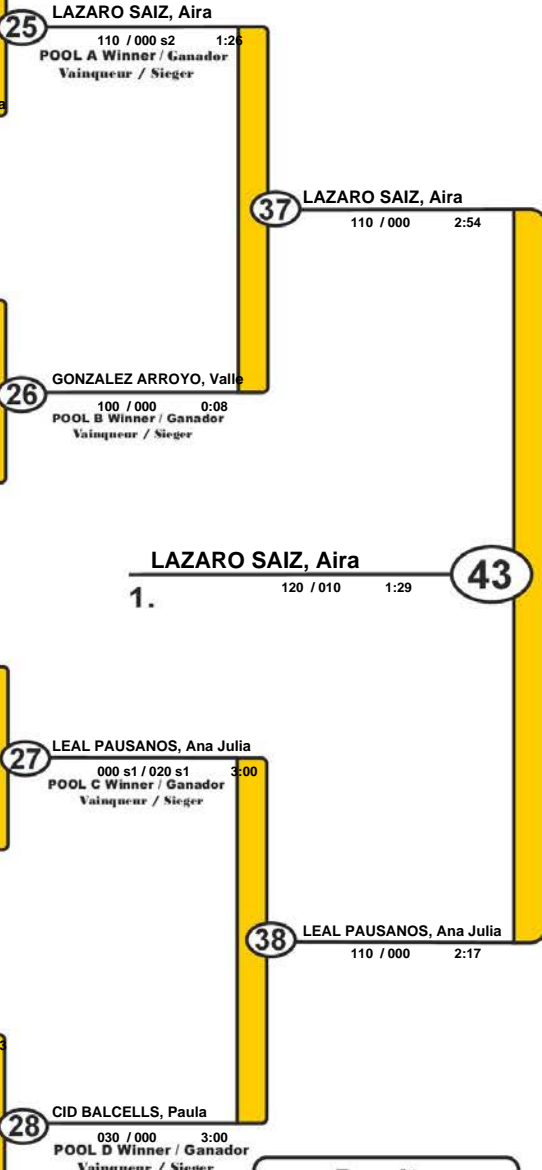 LAZARO SAIZ, Aira
25
110 / 000 s2 1:26
POOL A Winner / Ganador
Vainqueur / Sieger
a
LAZARO SAIZ, Aira
37
110 / 000 2:54
GONZALEZ ARROYO, Valle
26
100 / 000 0:08
POOL B Winner / Ganador
Vainqueur / Sieger
LAZARO SAIZ, Aira
43
1.
120 / 010 1:29
LEAL PAUSANOS, Ana Julia
27
000 s1 / 020 s1 3:00
POOL C Winner / Ganador
Vainqueur / Sieger
LEAL PAUSANOS, Ana Julia
38
110 / 000 2:17
3
CID BALCELLS, Paula
28
030 / 000 3:00
POOL D Winner / Ganador
Vainqueur / Sieger